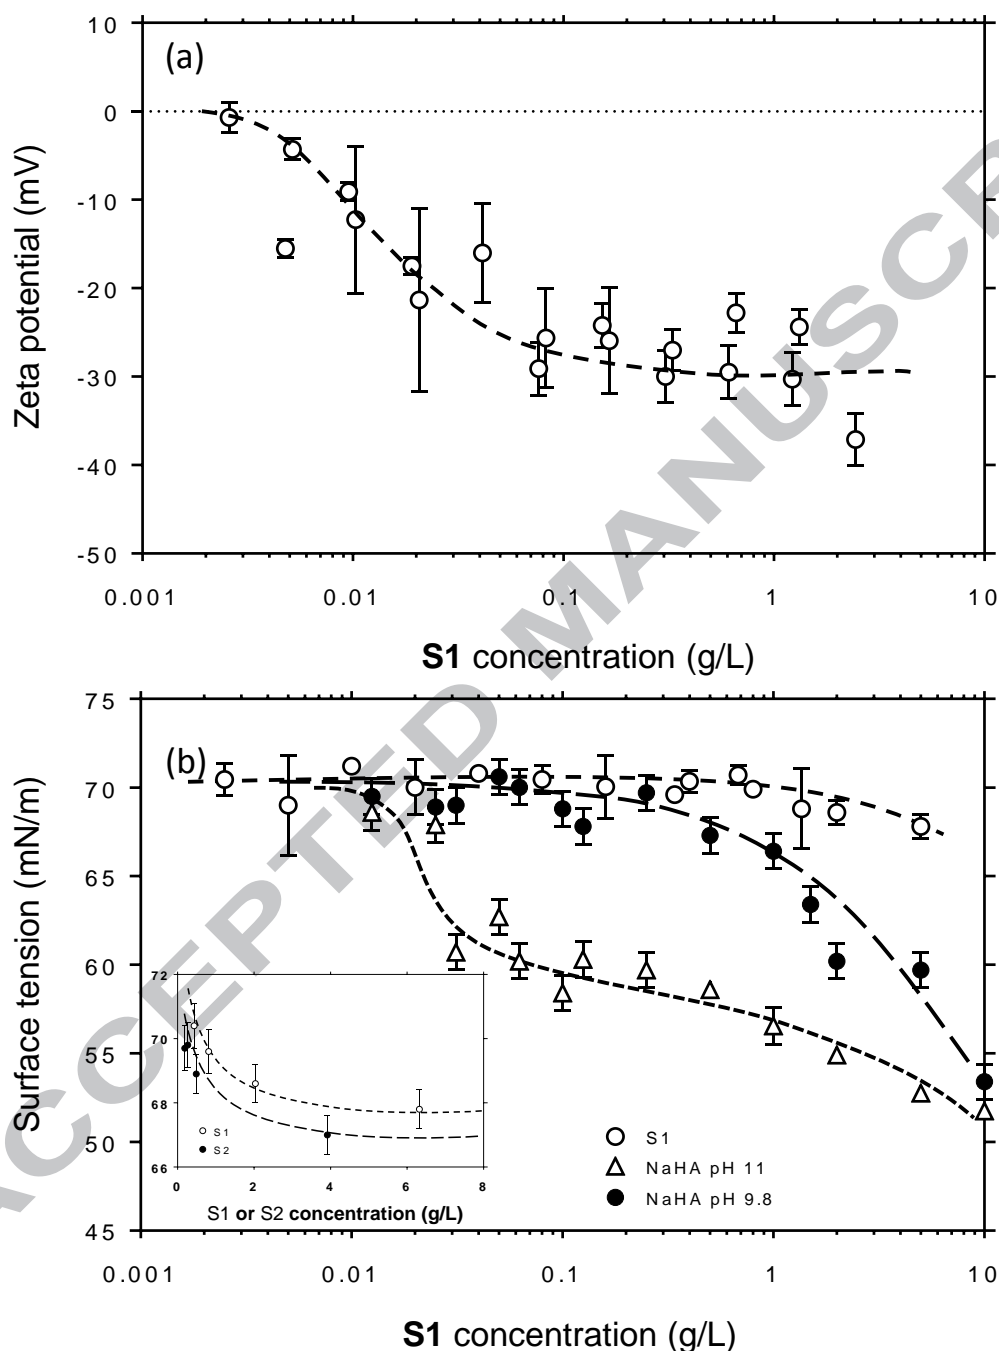 (a)
10
0
-10
-20
-30
-40
-50
Zeta potential (mV)
0.001 0.01 0.1 1 10
S1 concentration (g/L)
(b)
75
70
65
60
55
50
45
Surface tension (mN/m)
72
70
68
66
S1
S2
0 2 4 6 8
S1 or S2 concentration (g/L)
S1
NaHA pH 11
NaHA pH 9.8
0.001 0.01 0.1 1 10
S1 concentration (g/L)
ACCEPTED MANUSCR